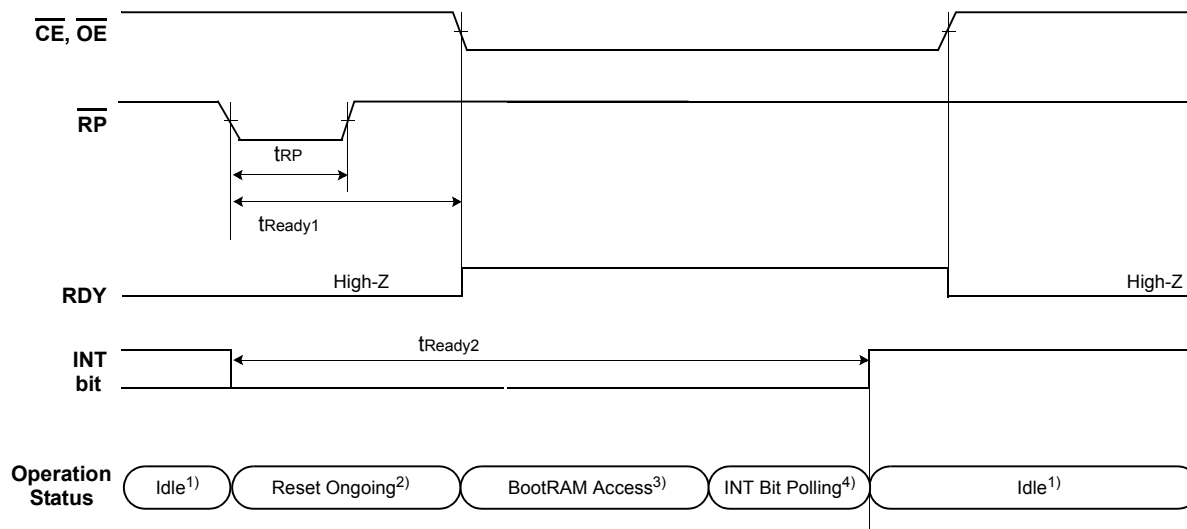 CE, OE
RP
tRP
tReady1
High-Z
High-Z
RDY
tReady2
INT
bit
Operation
Status
Idle1)
Reset Ongoing2)
BootRAM Access3)
INT Bit Polling4)
Idle1)